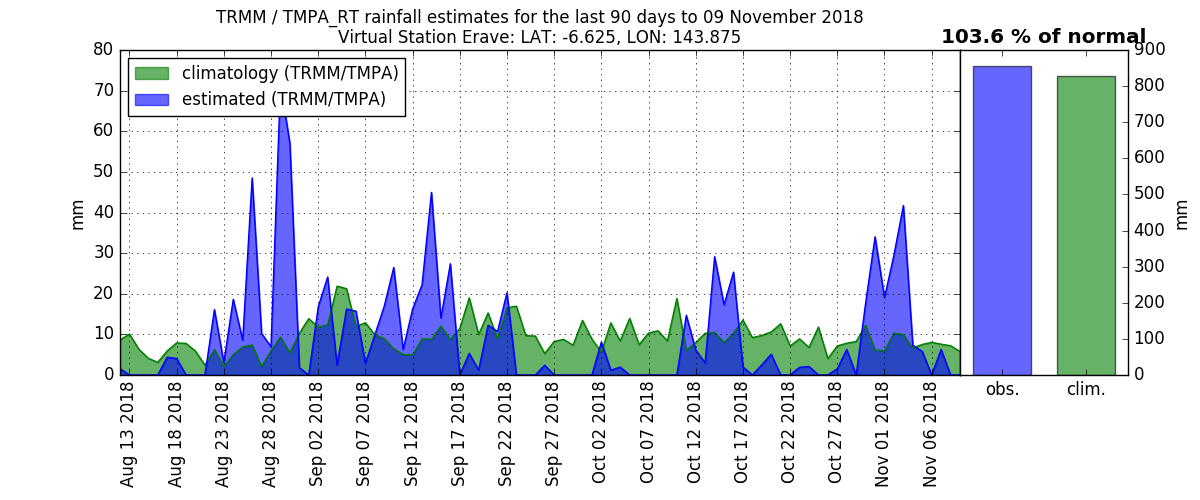 TRMM / TMPA_RT rainfall estimates for the last 90 days to 09 November 2018
Virtual Station Erave: LAT: -6.625, LON: 143.875
103.6 % of normal
climatology (TRMM/TMPA)
estimated (TRMM/TMPA)
80
70
60
50
40
30
20
10
0
mm
Aug 13 2018
Aug 18 2018
Aug 23 2018
Aug 28 2018
Sep 02 2018
Sep 07 2018
Sep 12 2018
Sep 17 2018
Sep 22 2018
Sep 27 2018
Oct 02 2018
Oct 07 2018
Oct 12 2018
Oct 17 2018
Oct 22 2018
Oct 27 2018
Nov 01 2018
Nov 06 2018
obs.
clim.
900
800
700
600
500
400
300
200
100
0
mm